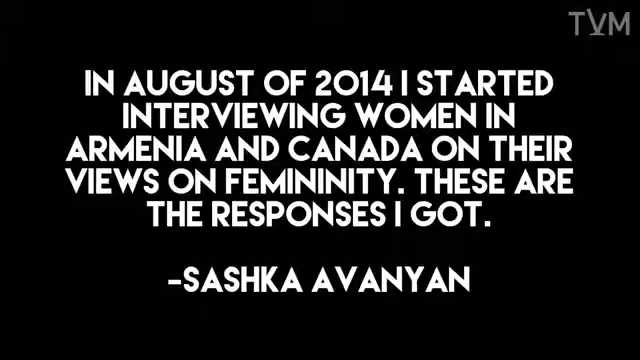 TVM
IN AUGUST OF 2014 I STARTED
INTERVIEWING WOMEN IN
ARMENIA AND CANADA ON THEIR
VIEWS ON FEMININITY. THESE ARE
THE RESPONSES I GOT.
-SASHKA AVANYAN